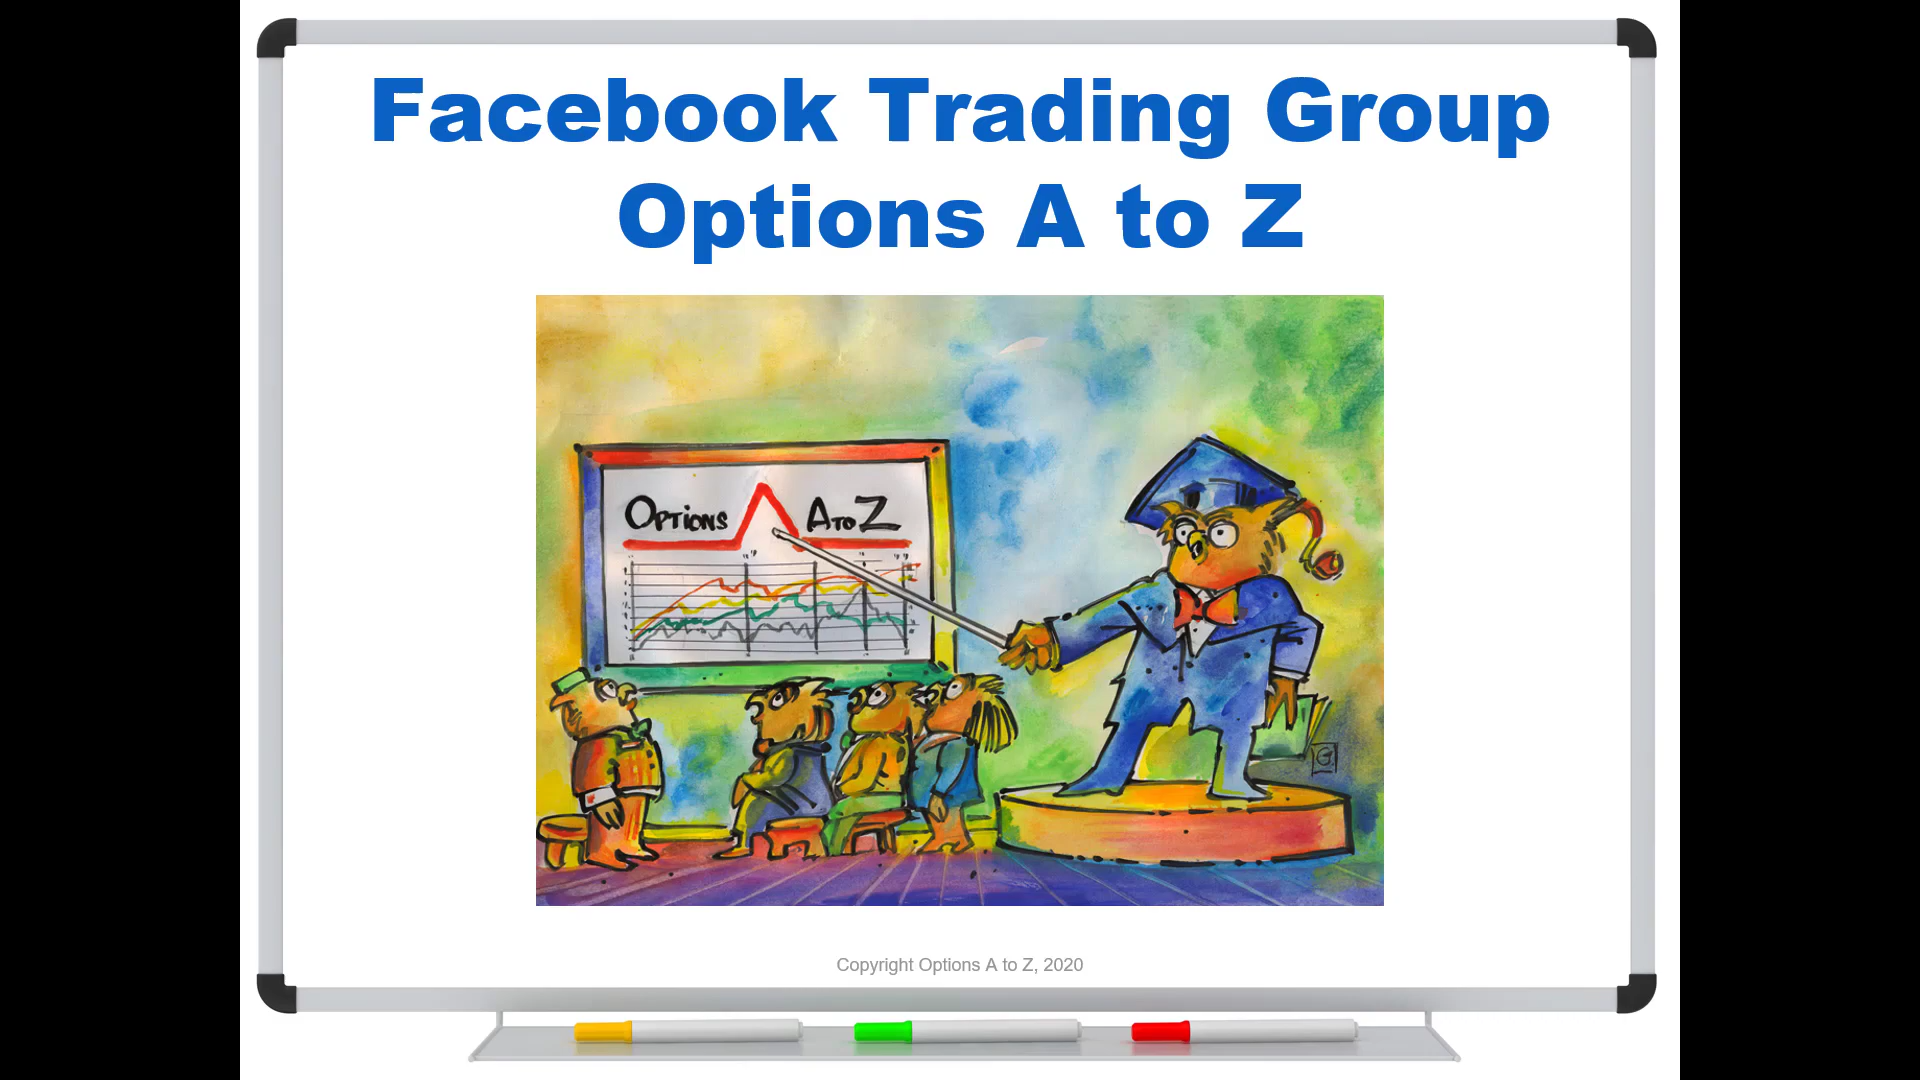 Facebook Trading Group
Options A to Z
OPTIONS A TO Z
G
Copyright Options A to Z, 2020